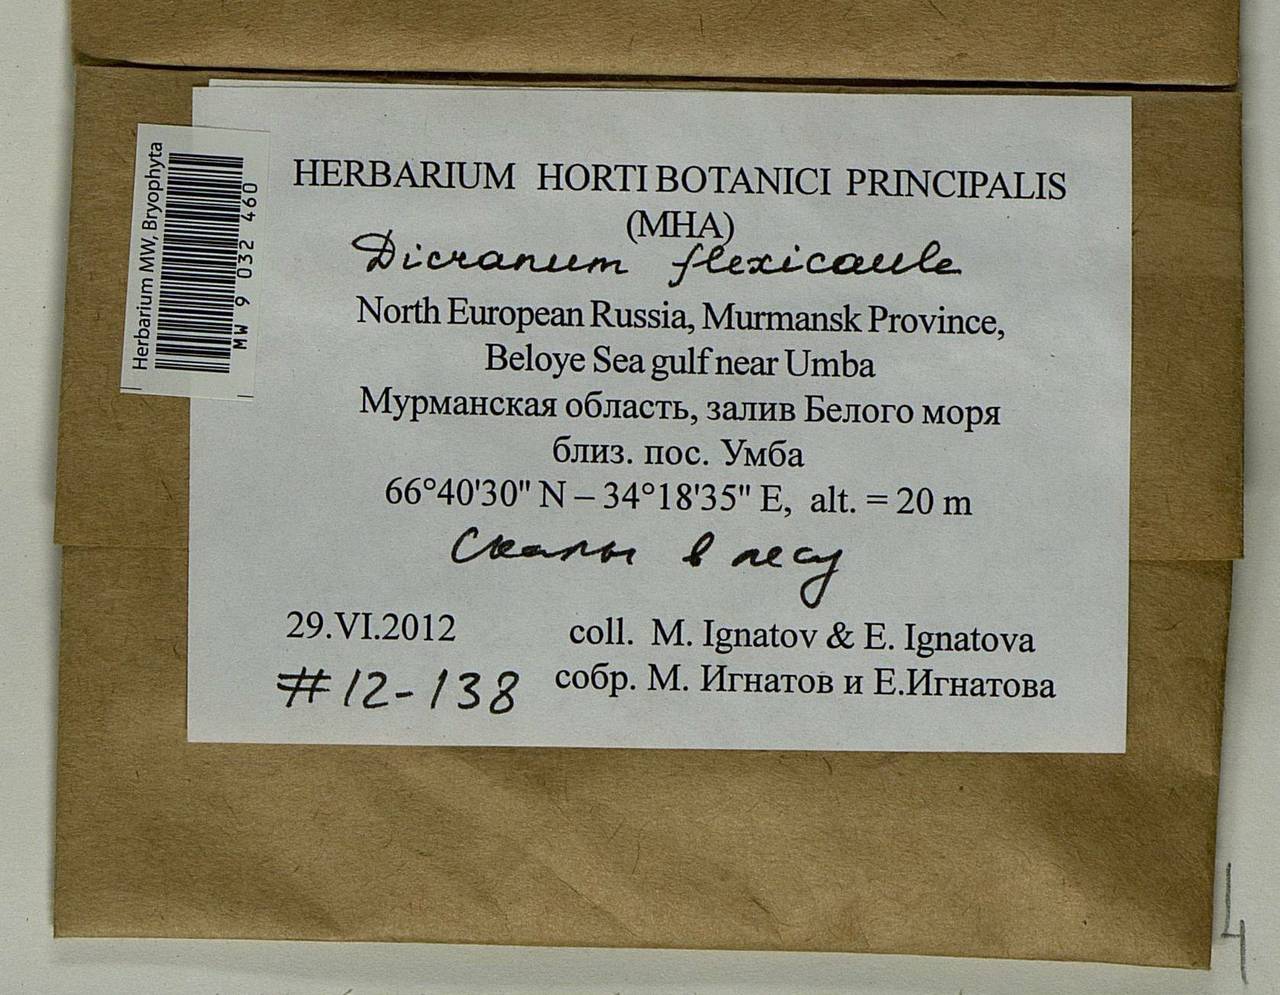 HERBARIUM HORTI BOTANICI PRINCIPALIS
(MHA)
Dicranum flexicaule
North European Russia, Murmansk Province,
Beloye Sea gulf near Umba
Мурманская область, залив Белого моря
близ. пос. Умба
66°40'30" N – 34°18'35" E, alt. = 20 m
Скалы в лесу
29.VI.2012
coll. M. Ignatov & E. Ignatova
#12-138
собр. М. Игнатов и Е.Игнатова
Herbarium MW, Bryophyta
MW 9 032 460
4